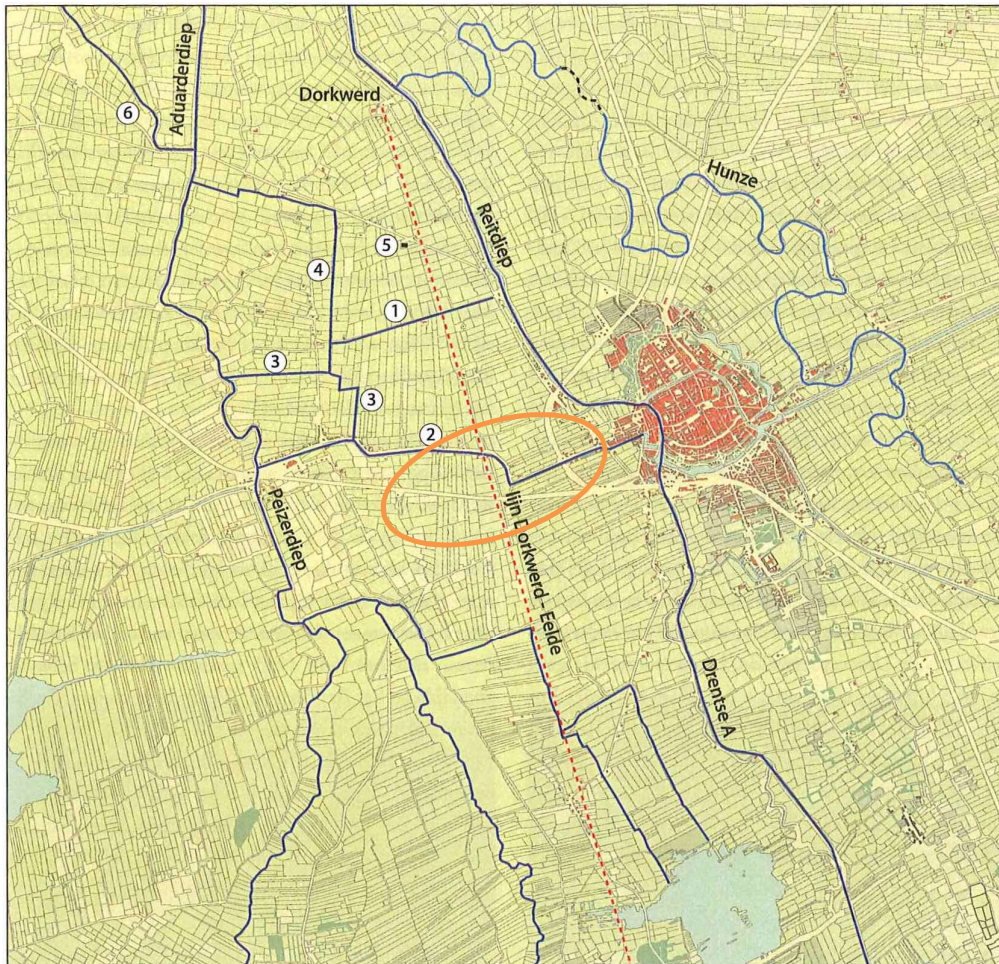 Aduarderdiep
Dorkwerd
6
Hunze
Reitdiep
5
4
1
3
3
2
Peizerdiep
lijn Dorkwerd - Eelde
Drentse A